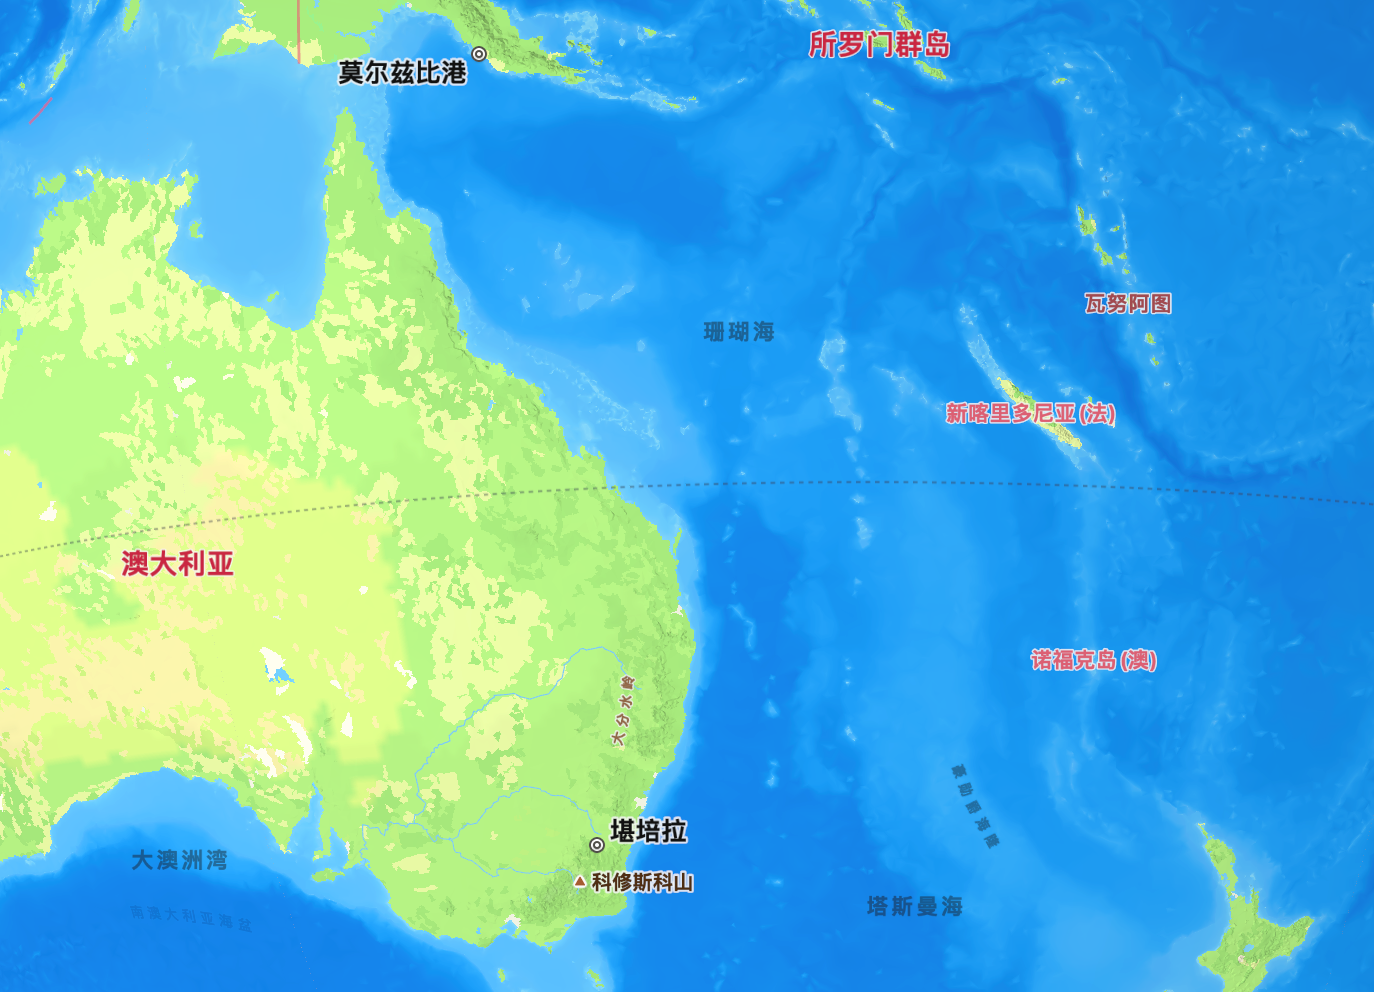 所罗门群岛
莫尔兹比港
瓦努阿图
珊瑚海
新喀里多尼亚(法)
澳大利亚
诺福克岛(澳)
大分水岭
豪勋爵海隆
堪培拉
大澳洲湾
科修斯科山
塔斯曼海
南澳大利亚海盆